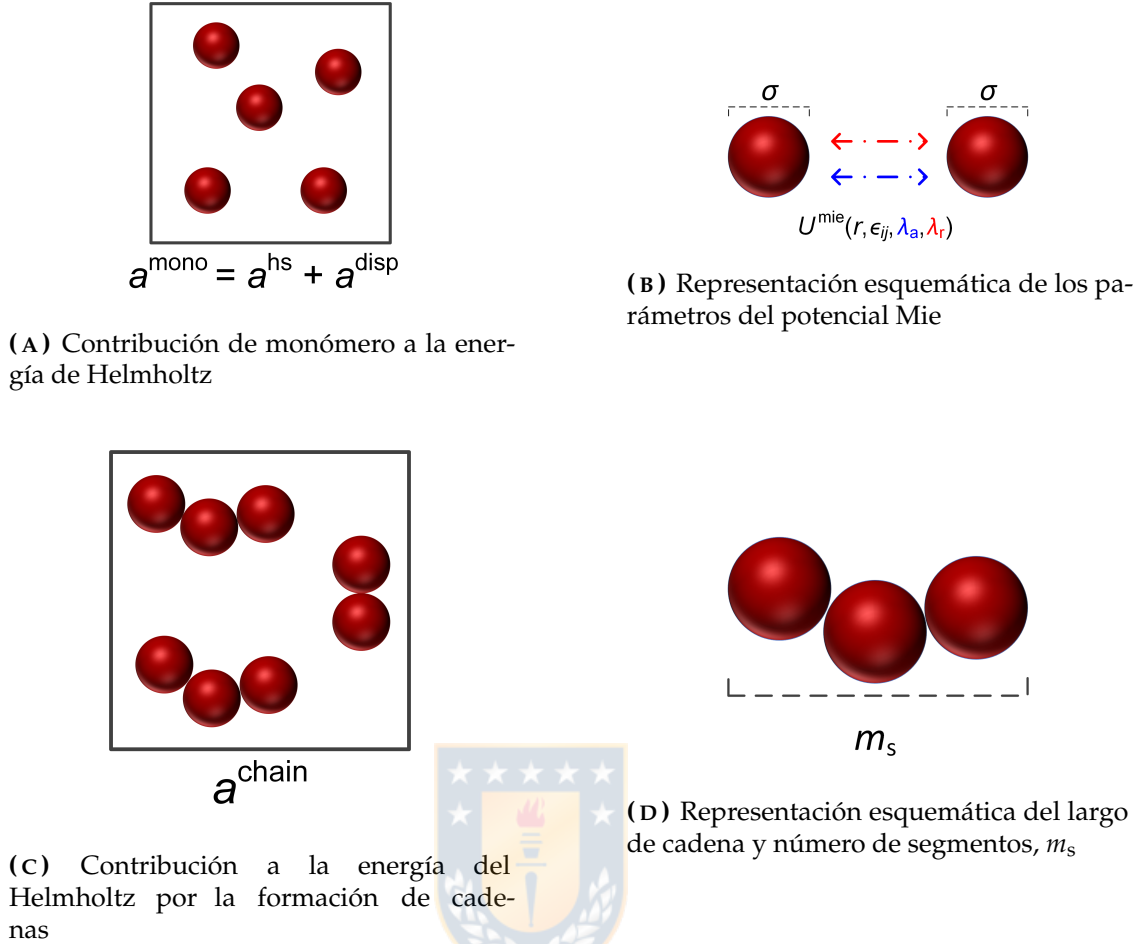 a^mono = a^hs + a^disp
(A) Contribución de monómero a la ener-
gía de Helmholtz
σ σ
U^mie(r, ϵ_ij, λ_a, λ_r)
(B) Representación esquemática de los pa-
rámetros del potencial Mie
a^chain
(C) Contribución a la energía del
Helmholtz por la formación de cade-
nas
m_s
(D) Representación esquemática del largo
de cadena y número de segmentos, m_s